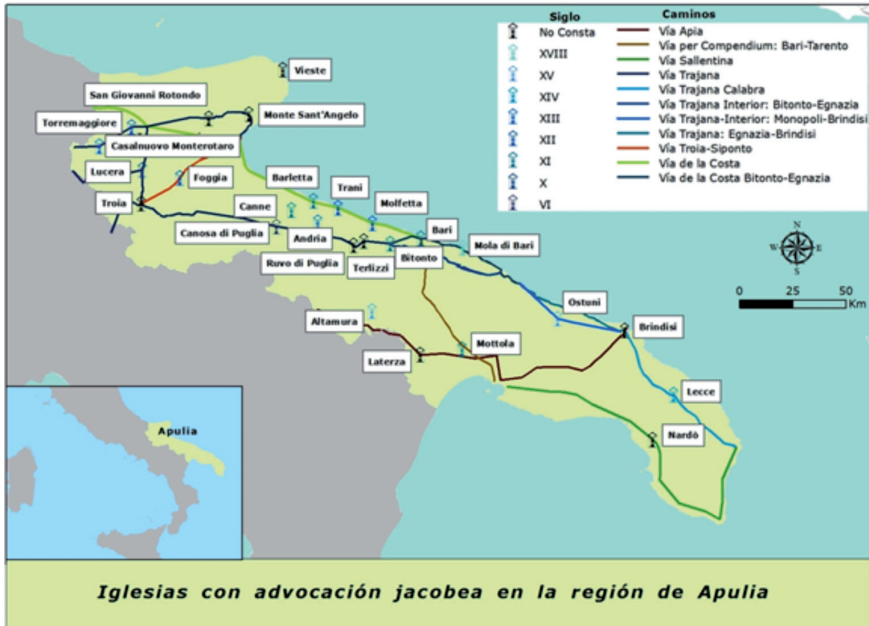 Siglo
No Consta
XVIII
XV
XIV
XIII
XII
XI
X
VI
Caminos
Vía Apia
Vía per Compendium: Bari-Tarento
Vía Sallentina
Vía Trajana
Vía Trajana Calabra
Vía Trajana Interior: Bitonto-Egnazia
Vía Trajana-Interior: Monopoli-Brindisi
Vía Trajana: Egnazia-Brindisi
Vía Troia-Siponto
Vía de la Costa
Vía de la Costa Bitonto-Egnazia
Vieste
San Giovanni Rotondo
Monte Sant'Angelo
Torremaggiore
Casalnuovo Monterotaro
Lucera
Foggia
Barletta
Trani
Troia
Canne
Molfetta
Canosa di Puglia
Andria
Bari
Mola di Bari
Ruvo di Puglia
Terlizzi
Bitonto
N
W
E
S
0 25 50
Km
Ostuni
Altamura
Brindisi
Mottola
Laterza
Lecce
Nardò
Apulia
Iglesias con advocación jacobea en la región de Apulia